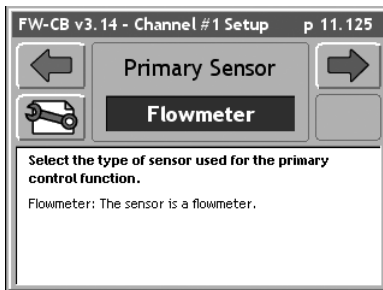 FW-CB v3.14 - Channel #1 Setup p 11.125
Primary Sensor
Flowmeter
Select the type of sensor used for the primary
control function.
Flowmeter: The sensor is a flowmeter.